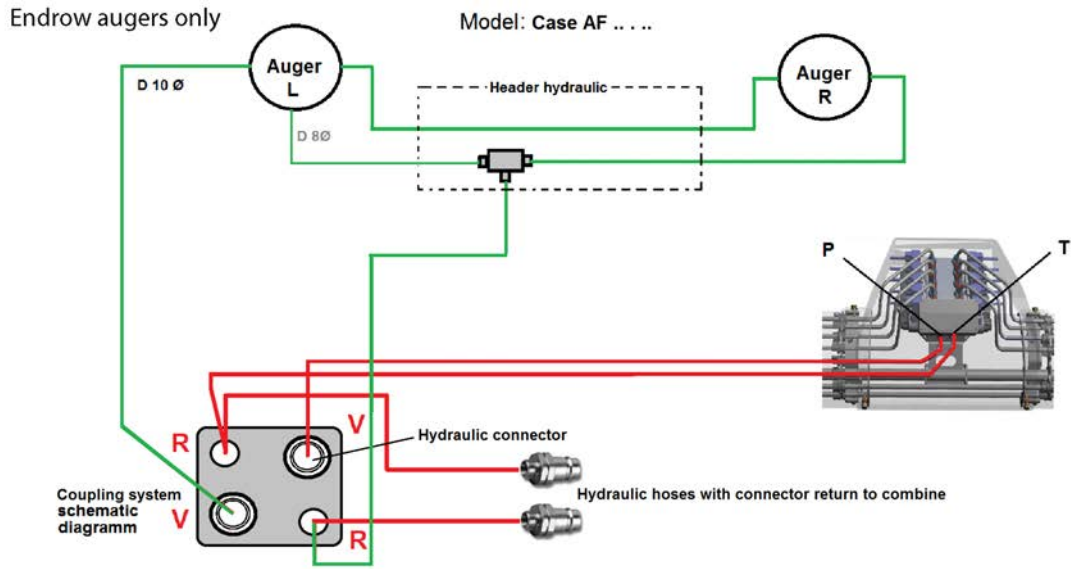 Endrow augers only
Model: Case AF .. . ..
Auger
L
Auger
R
D 10 Ø
Header hydraulic
D 8Ø
P
T
V
R
Hydraulic connector
Coupling system
schematic
diagramm
V
R
Hydraulic hoses with connector return to combine